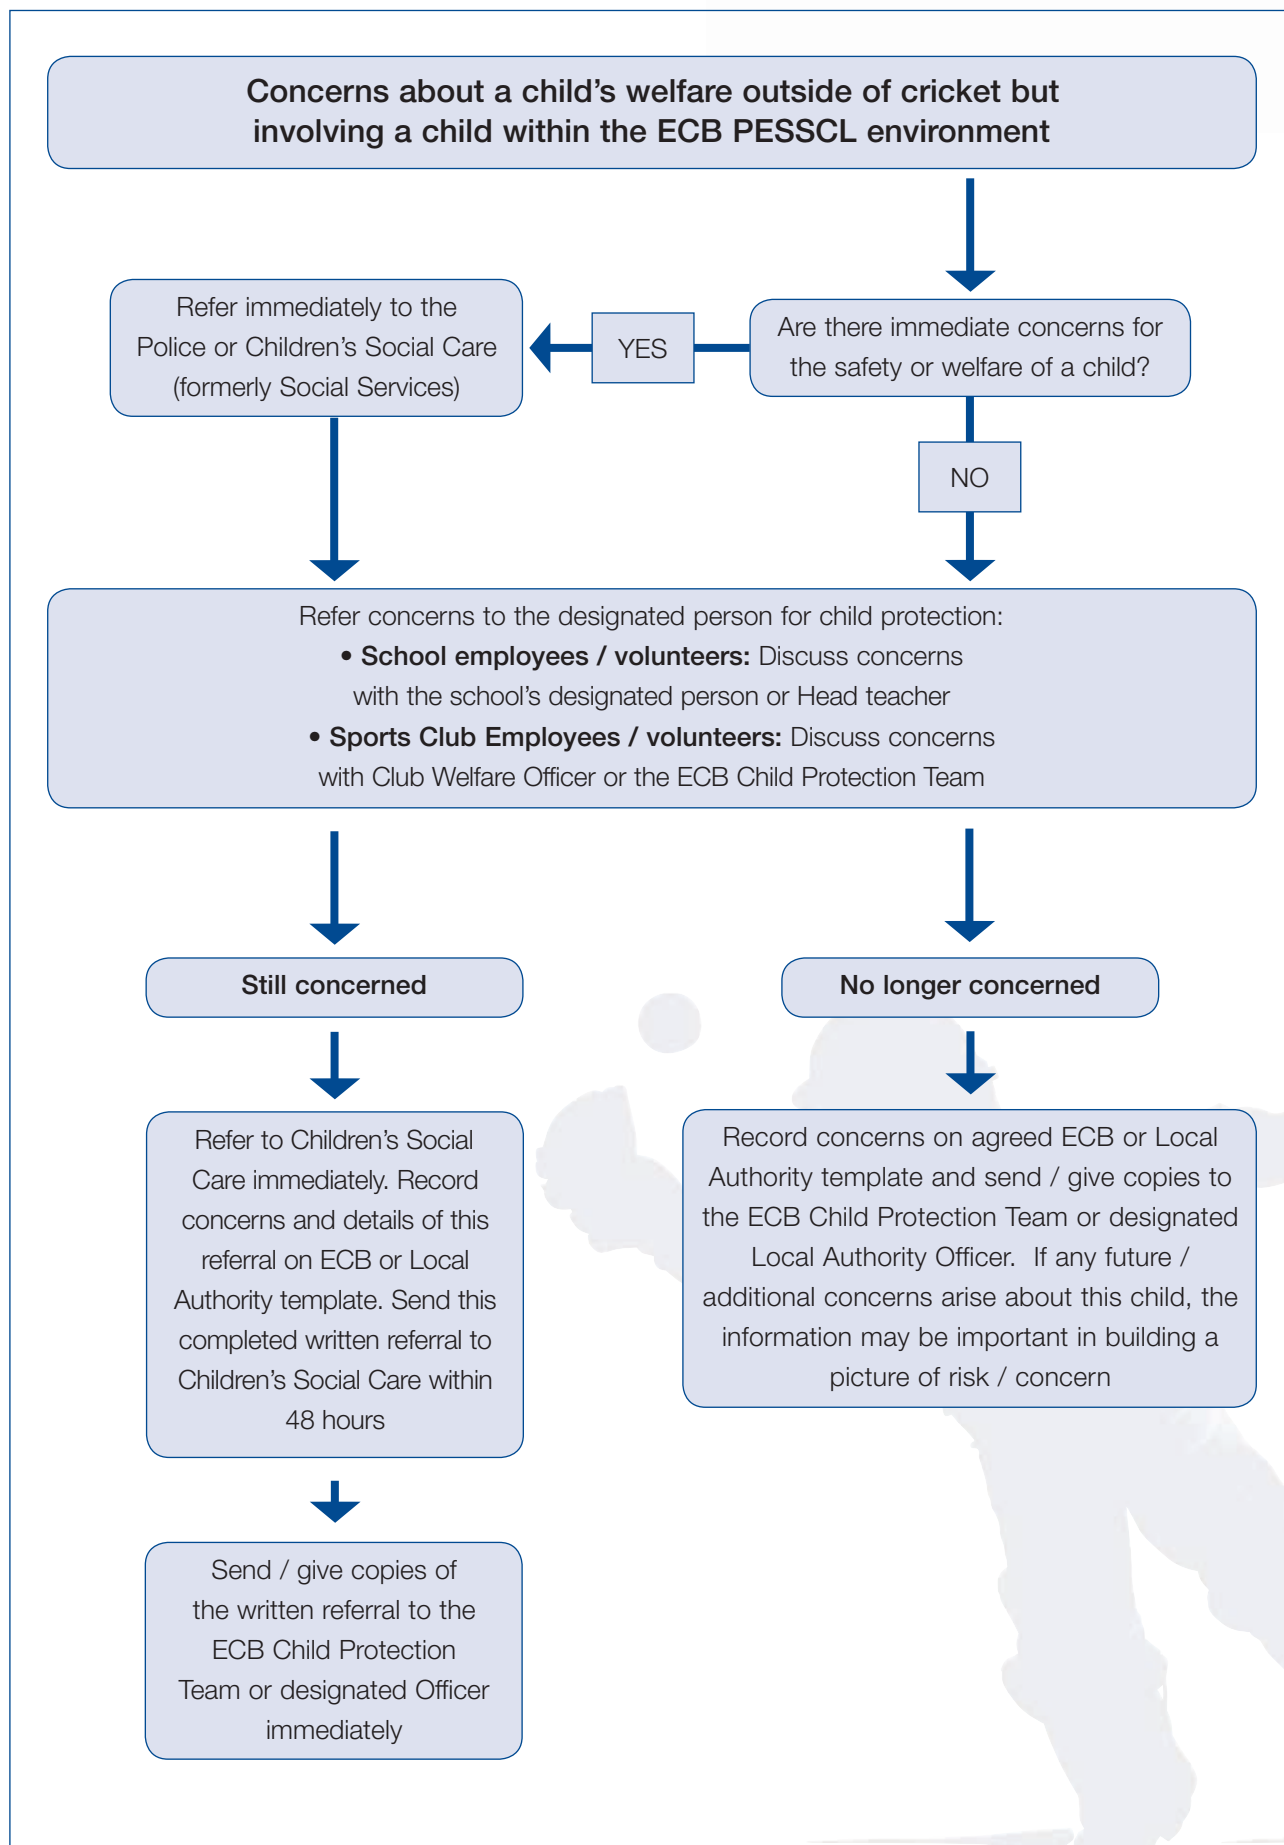 Concerns about a child’s welfare outside of cricket but
involving a child within the ECB PESSCL environment
Refer immediately to the
Police or Children’s Social Care
(formerly Social Services)
YES
Are there immediate concerns for
the safety or welfare of a child?
NO
Refer concerns to the designated person for child protection:
• School employees / volunteers: Discuss concerns
with the school’s designated person or Head teacher
• Sports Club Employees / volunteers: Discuss concerns
with Club Welfare Officer or the ECB Child Protection Team
Still concerned
No longer concerned
Refer to Children’s Social
Care immediately. Record
concerns and details of this
referral on ECB or Local
Authority template. Send this
completed written referral to
Children’s Social Care within
48 hours
Record concerns on agreed ECB or Local
Authority template and send / give copies to
the ECB Child Protection Team or designated
Local Authority Officer.  If any future /
additional concerns arise about this child, the
information may be important in building a
picture of risk / concern
Send / give copies of
the written referral to the
ECB Child Protection
Team or designated Officer
immediately